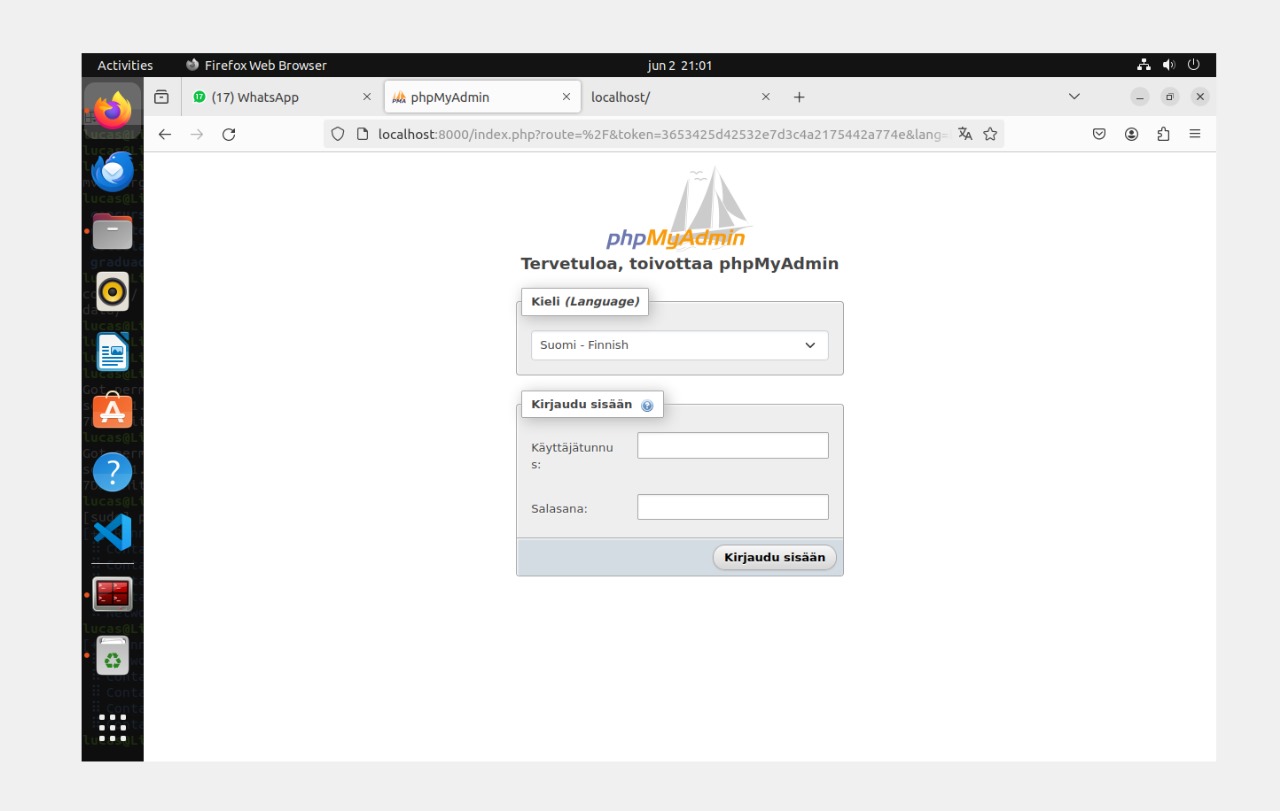 Activities
Firefox Web Browser
jun 2 21:01
(17) WhatsApp
phpMyAdmin
localhost/
localhost:8000/index.php?route=%2F&token=3653425d42532e7d3c4a2175442a774e&lang=
phpMyAdmin
Tervetuloa, toivottaa phpMyAdmin
Kieli (Language)
Suomi - Finnish
Kirjaudu sisään
Käyttäjätunnu
s:
Salasana:
Kirjaudu sisään